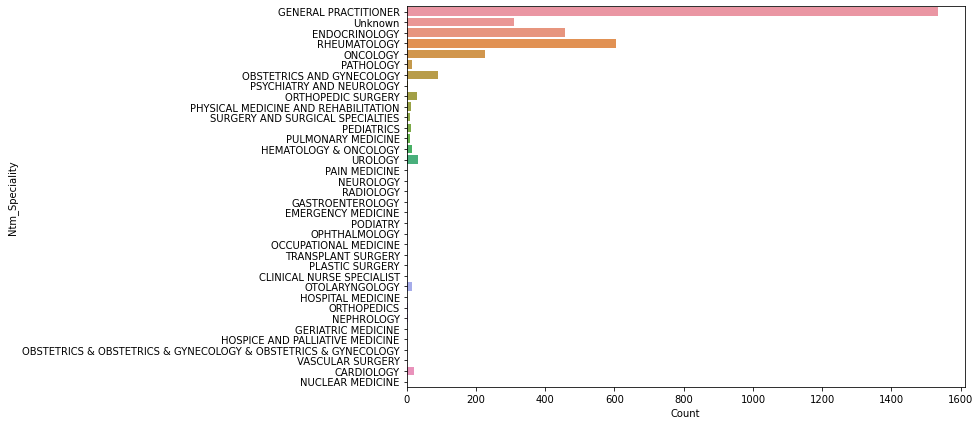 GENERAL PRACTITIONER
Unknown
ENDOCRINOLOGY
RHEUMATOLOGY
ONCOLOGY
PATHOLOGY
OBSTETRICS AND GYNECOLOGY
PSYCHIATRY AND NEUROLOGY
ORTHOPEDIC SURGERY
PHYSICAL MEDICINE AND REHABILITATION
SURGERY AND SURGICAL SPECIALTIES
PEDIATRICS
PULMONARY MEDICINE
HEMATOLOGY & ONCOLOGY
UROLOGY
PAIN MEDICINE
NEUROLOGY
RADIOLOGY
GASTROENTEROLOGY
EMERGENCY MEDICINE
PODIATRY
OPHTHALMOLOGY
OCCUPATIONAL MEDICINE
TRANSPLANT SURGERY
PLASTIC SURGERY
CLINICAL NURSE SPECIALIST
OTOLARYNGOLOGY
HOSPITAL MEDICINE
ORTHOPEDICS
NEPHROLOGY
GERIATRIC MEDICINE
HOSPICE AND PALLIATIVE MEDICINE
OBSTETRICS & OBSTETRICS & GYNECOLOGY & OBSTETRICS & GYNECOLOGY
VASCULAR SURGERY
CARDIOLOGY
NUCLEAR MEDICINE
Ntm_Speciality
0 200 400 600 800 1000 1200 1400 1600
Count